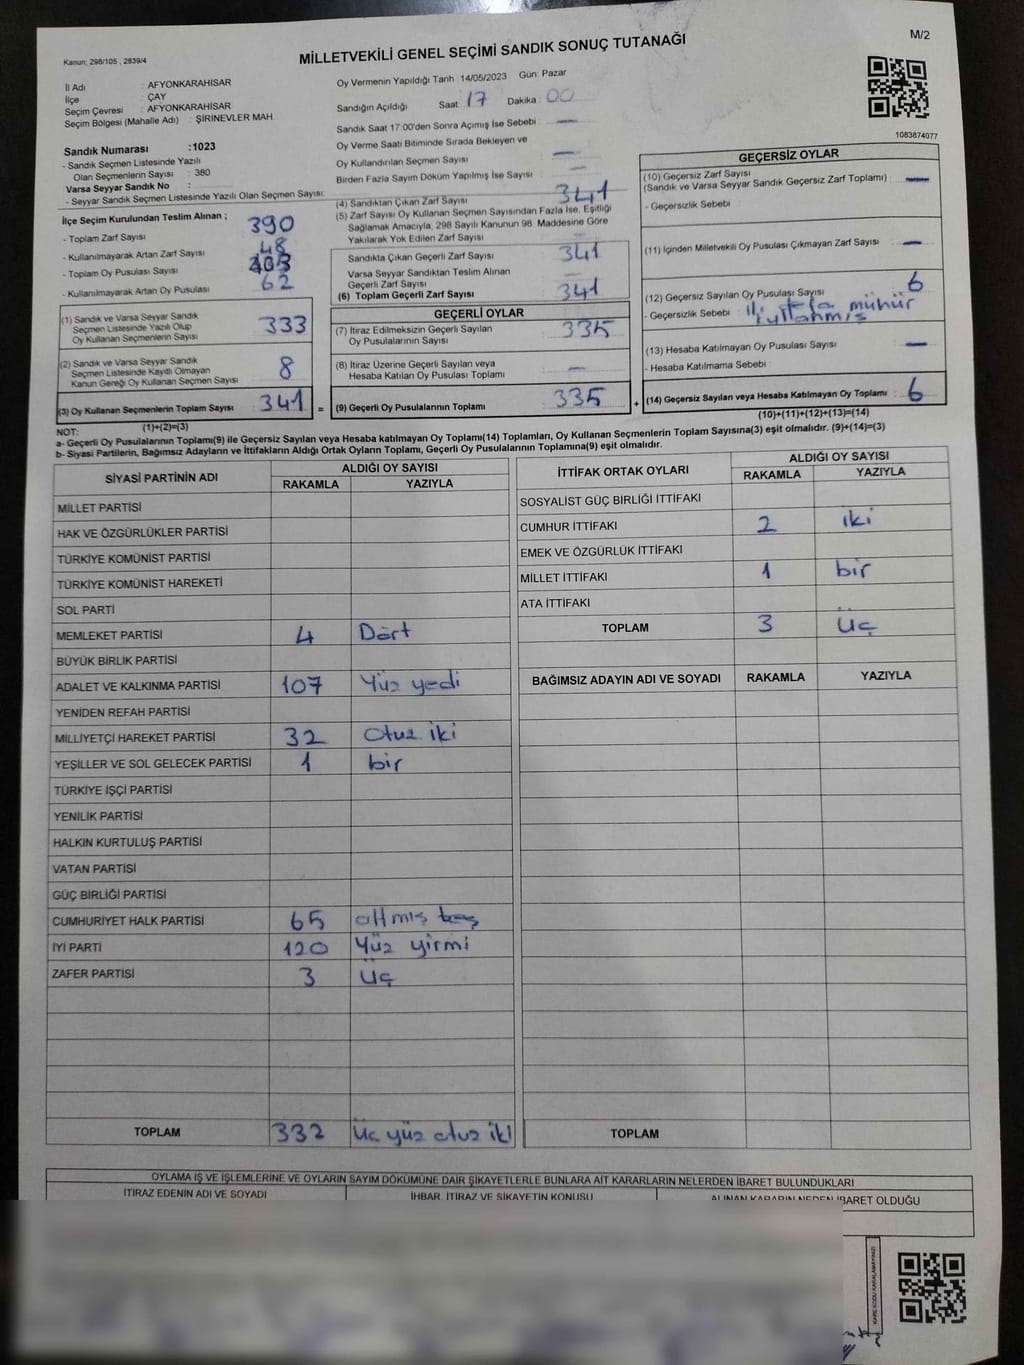 M/2
MİLLETVEKİLİ GENEL SEÇİMİ SANDIK SONUÇ TUTANAĞI
Kanun: 298/105 , 2839/4
İl Adı : AFYONKARAHİSAR
İlçe : ÇAY
Seçim Çevresi : AFYONKARAHİSAR
Seçim Bölgesi (Mahalle Adı) : ŞİRİNEVLER MAH.
Sandık Numarası :1023
- Sandık Seçmen Listesinde Yazılı
Olan Seçmenlerin Sayısı : 380
Varsa Seyyar Sandık No :
- Seyyar Sandık Seçmen Listesinde Yazılı Olan Seçmen Sayısı:
Oy Vermenin Yapıldığı Tarih :14/05/2023 Gün: Pazar
Sandığın Açıldığı Saat: 17 Dakika : 00
Sandık Saat 17:00'den Sonra Açımış İse Sebebi : —
Oy Verme Saati Bitiminde Sırada Bekleyen ve
Oy Kullandırılan Seçmen Sayısı : —
Birden Fazla Sayım Döküm Yapılmış İse Sayısı : —
1083874077
İlçe Seçim Kurulundan Teslim Alınan ;
- Toplam Zarf Sayısı : 390
- Kullanılmayarak Artan Zarf Sayısı : 48
- Toplam Oy Pusulası Sayısı : 403
- Kullanılmayarak Artan Oy Pusulası : 62
(1) Sandık ve Varsa Seyyar Sandık
Seçmen Listesinde Yazılı Olup
Oy Kullanan Seçmenlerin Sayısı : 333
(2) Sandık ve Varsa Seyyar Sandık
Seçmen Listesinde Kayıtlı Olmayan
Kanun Gereği Oy Kullanan Seçmen Sayısı : 8
(3) Oy Kullanan Seçmenlerin Toplam Sayısı : 341 =
(1)+(2)=(3)
(4) Sandıktan Çıkan Zarf Sayısı : 341
(5) Zarf Sayısı Oy Kullanan Seçmen Sayısından Fazla İse, Eşitliği
Sağlamak Amacıyla, 298 Sayılı Kanunun 98. Maddesine Göre
Yakılarak Yok Edilen Zarf Sayısı : —
Sandıkta Çıkan Geçerli Zarf Sayısı : 341
Varsa Seyyar Sandıktan Teslim Alınan
Geçerli Zarf Sayısı : —
(6) Toplam Geçerli Zarf Sayısı : 341
GEÇERLİ OYLAR
(7) İtiraz Edilmeksizin Geçerli Sayılan
Oy Pusulalarının Sayısı : 335
(8) İtiraz Üzerine Geçerli Sayılan veya
Hesaba Katılan Oy Pusulası Toplamı : —
(9) Geçerli Oy Pusulalarının Toplamı : 335 +
GEÇERSİZ OYLAR
(10) Geçersiz Zarf Sayısı
(Sandık ve Varsa Seyyar Sandık Geçersiz Zarf Toplamı) : —
- Geçersizlik Sebebi :
(11) İçinden Milletvekili Oy Pusulası Çıkmayan Zarf Sayısı : —
(12) Geçersiz Sayılan Oy Pusulası Sayısı : 6
- Geçersizlik Sebebi : mühür
kullanmış
(13) Hesaba Katılmayan Oy Pusulası Sayısı : —
- Hesaba Katılmama Sebebi :
(14) Geçersiz Sayılan veya Hesaba Katılmayan Oy Toplamı : 6
(10)+(11)+(12)+(13)=(14)
NOT:
a- Geçerli Oy Pusulalarının Toplamı(9) ile Geçersiz Sayılan veya Hesaba katılmayan Oy Toplamı(14) Toplamları, Oy Kullanan Seçmenlerin Toplam Sayısına(3) eşit olmalıdır. (9)+(14)=(3)
b- Siyasi Partilerin, Bağımsız Adayların ve İttifakların Aldığı Ortak Oyların Toplamı, Geçerli Oy Pusulalarının Toplamına(9) eşit olmalıdır.
SİYASİ PARTİNİN ADI ALDIĞI OY SAYISI
RAKAMLA YAZIYLA
MİLLET PARTİSİ
HAK VE ÖZGÜRLÜKLER PARTİSİ
TÜRKİYE KOMÜNİST PARTİSİ
TÜRKİYE KOMÜNİST HAREKETİ
SOL PARTİ
MEMLEKET PARTİSİ 4 Dört
BÜYÜK BİRLİK PARTİSİ
ADALET VE KALKINMA PARTİSİ 107 Yüz yedi
YENİDEN REFAH PARTİSİ
MİLLİYETÇİ HAREKET PARTİSİ 32 Otuz iki
YEŞİLLER VE SOL GELECEK PARTİSİ 1 bir
TÜRKİYE İŞÇİ PARTİSİ
YENİLİK PARTİSİ
HALKIN KURTULUŞ PARTİSİ
VATAN PARTİSİ
GÜÇ BİRLİĞİ PARTİSİ
CUMHURİYET HALK PARTİSİ 65 altmış beş
İYİ PARTİ 120 Yüz yirmi
ZAFER PARTİSİ 3 Üç
TOPLAM 332 Üç yüz otuz iki
İTTİFAK ORTAK OYLARI ALDIĞI OY SAYISI
RAKAMLA YAZIYLA
SOSYALİST GÜÇ BİRLİĞİ İTTİFAKI
CUMHUR İTTİFAKI 2 iki
EMEK VE ÖZGÜRLÜK İTTİFAKI
MİLLET İTTİFAKI 1 bir
ATA İTTİFAKI
TOPLAM 3 Üç
BAĞIMSIZ ADAYIN ADI VE SOYADI RAKAMLA YAZIYLA
TOPLAM
OYLAMA İŞ VE İŞLEMLERİNE VE OYLARIN SAYIM DÖKÜMÜNE DAİR ŞİKAYETLERLE BUNLARA AİT KARARLARIN NELERDEN İBARET BULUNDUKLARI
İTİRAZ EDENİN ADI VE SOYADI İHBAR, İTİRAZ VE ŞİKAYETİN KONUSU ALINAN KARARIN NEDEN İBARET OLDUĞU
KARE KODU KARALAMAYINIZ!